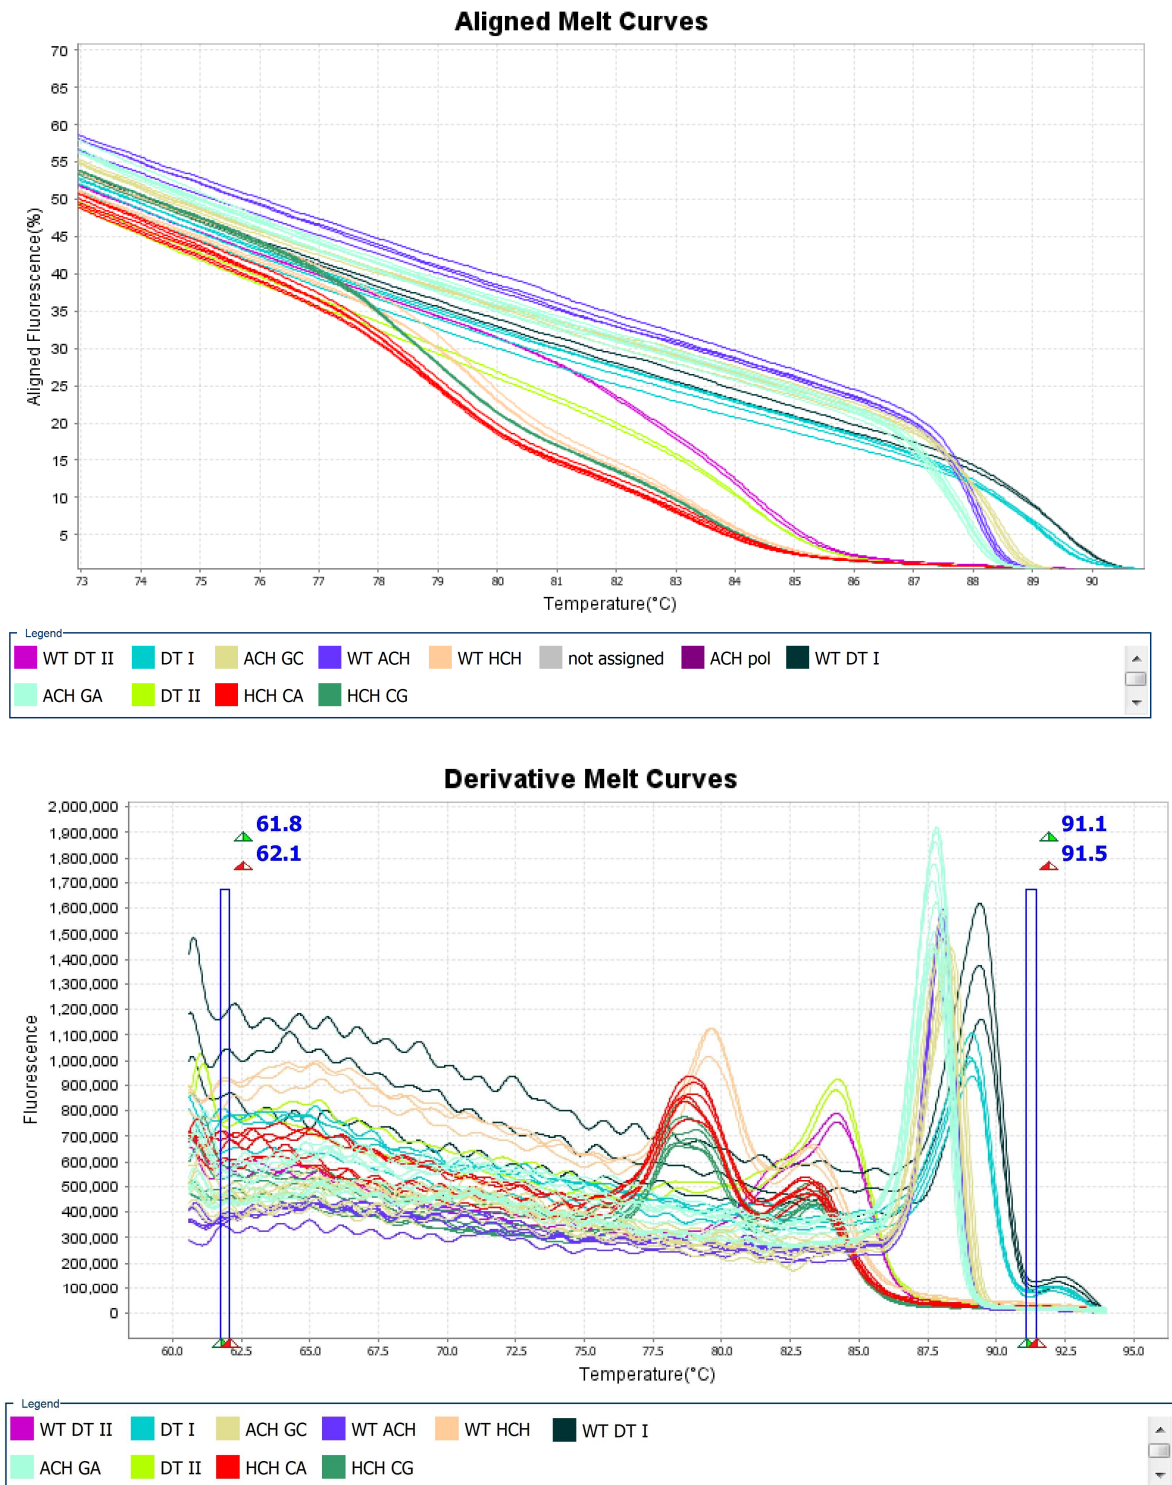 Aligned Melt Curves
70
65
60
55
50
45
40
35
30
25
20
15
10
5
Aligned Fluorescence(%)
73 74 75 76 77 78 79 80 81 82 83 84 85 86 87 88 89 90
Temperature(°C)
Legend
WT DT II DT I ACH GC WT ACH WT HCH not assigned ACH pol WT DT I
ACH GA DT II HCH CA HCH CG
Derivative Melt Curves
2,000,000
1,900,000
1,800,000
1,700,000
1,600,000
1,500,000
1,400,000
1,300,000
1,200,000
1,100,000
1,000,000
900,000
800,000
700,000
600,000
500,000
400,000
300,000
200,000
100,000
0
Fluorescence
61.8 91.1
62.1 91.5
60.0 62.5 65.0 67.5 70.0 72.5 75.0 77.5 80.0 82.5 85.0 87.5 90.0 92.5 95.0
Temperature(°C)
Legend
WT DT II DT I ACH GC WT ACH WT HCH WT DT I
ACH GA DT II HCH CA HCH CG